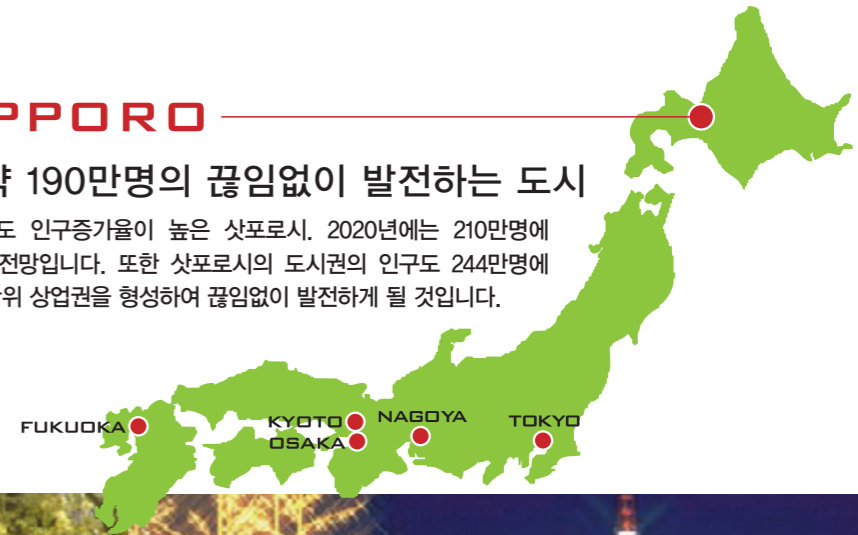 PPORO
약 190만명의 끊임없이 발전하는 도시
도 인구증가율이 높은 삿포로시. 2020년에는 210만명에
전망입니다. 또한 삿포로시의 도시권의 인구도 244만명에
위 상업권을 형성하여 끊임없이 발전하게 될 것입니다.
FUKUOKA
KYOTO
OSAKA
NAGOYA
TOKYO